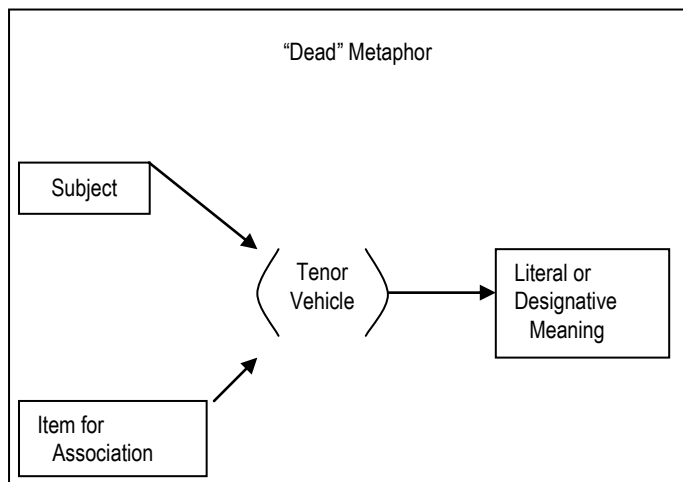 “Dead” Metaphor
Subject
Tenor
Vehicle
Literal or
Designative
Meaning
Item for
Association